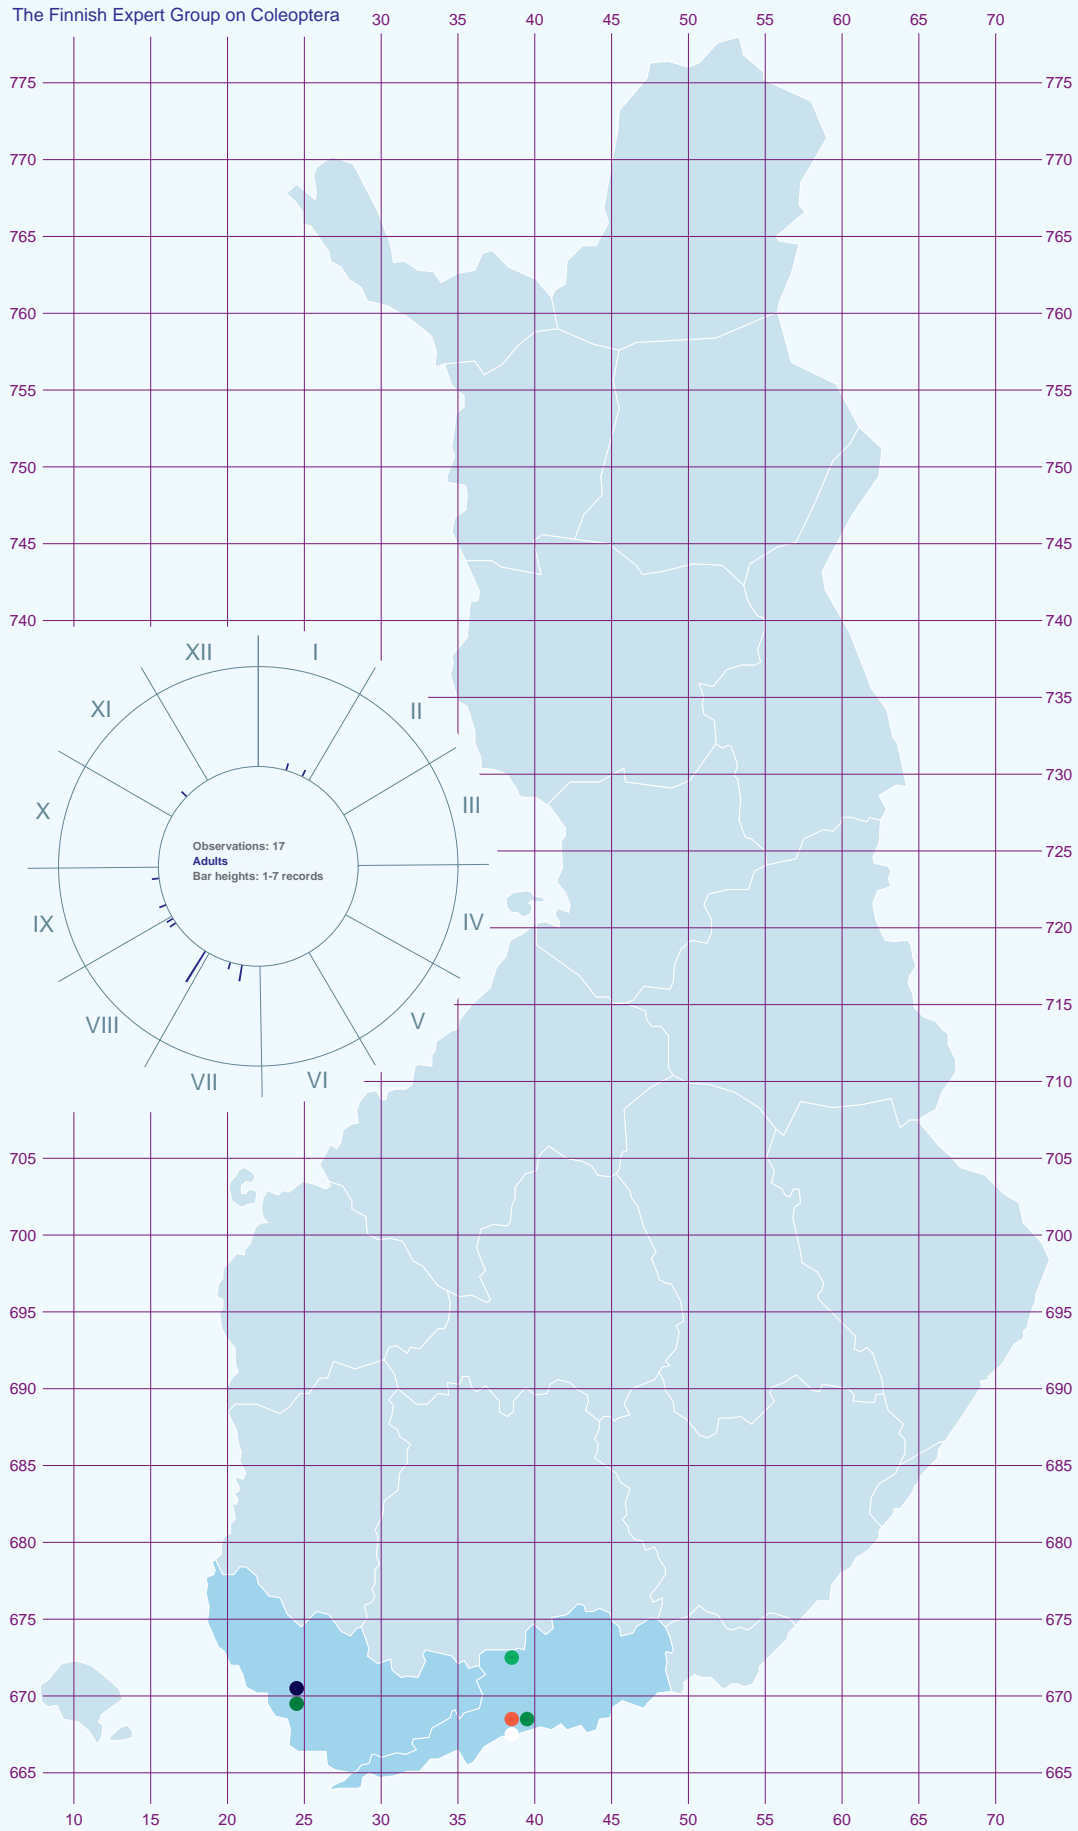 The Finnish Expert Group on Coleoptera 30 35 40 45 50 55 60 65 70
775 775
770 770
765 765
760 760
755 755
750 750
745 745
740 740
XII I
XI II
735
730
X III
Observations: 17
Adults
Bar heights: 1-7 records
725
IX IV
720
715
VIII V
VII VI
710
705 705
700 700
695 695
690 690
685 685
680 680
675 675
670 670
665 665
10 15 20 25 30 35 40 45 50 55 60 65 70